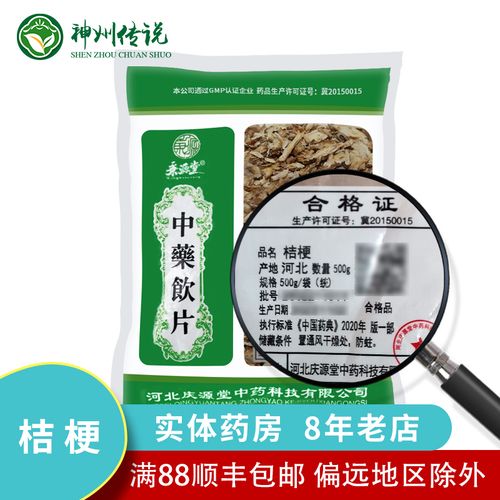 神州传说
SHEN ZHOU CHUAN SHUO
本公司通过GMP认证企业 药品生产许可证号：冀20150015
中藥飲片
合格证
生产许可证号：冀20150015
品名 桔梗
产地 河北 数量 500g
规格 500g/袋（统）
批号
生产日期
合格品
执行标准《中国药典》2020年 版一部
储藏条件 置通风干燥处，防蛀。
河北庆源堂中药科技有限
河北庆源堂中药科技有限公司
桔梗
实体药房 8年老店
满88顺丰包邮 偏远地区除外